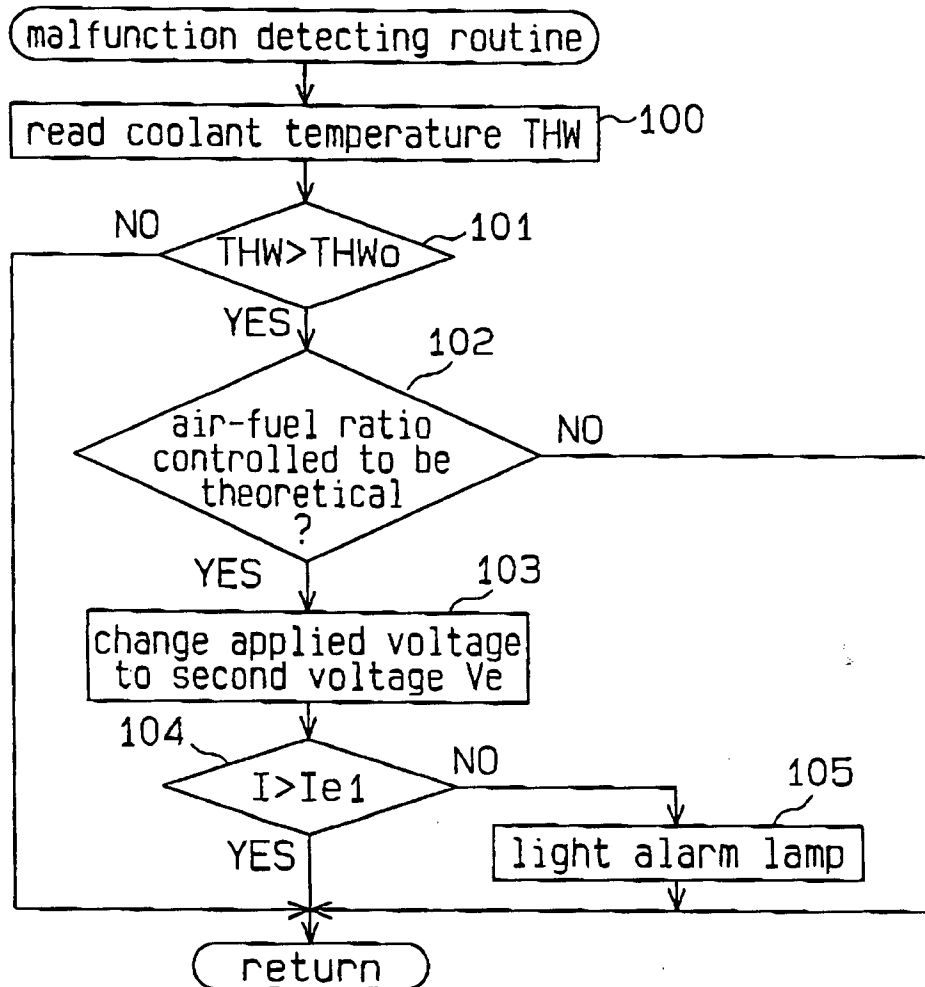 malfunction detecting routine
read coolant temperature THW
100
NO
THW>THWo
101
YES
102
air-fuel ratio
controlled to be
theoretical
?
NO
YES
103
change applied voltage
to second voltage Ve
104
I>Ie1
NO
105
YES
light alarm lamp
return